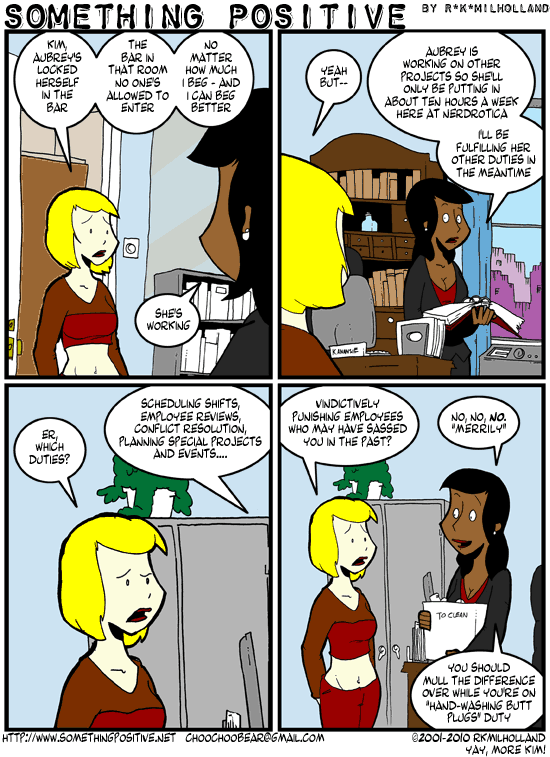 SOMETHING POSITIVE BY R*K*MILHOLLAND
KIM,
AUBREY'S
LOCKED
HERSELF
IN THE
BAR
THE
BAR IN
THAT ROOM
NO ONE'S
ALLOWED TO
ENTER
NO
MATTER
HOW MUCH
I BEG - AND
I CAN BEG
BETTER
SHE'S
WORKING
YEAH
BUT--
AUBREY IS
WORKING ON OTHER
PROJECTS SO SHE'LL
ONLY BE PUTTING IN
ABOUT TEN HOURS A WEEK
HERE AT NERDROTICA
I'LL BE
FULFILLING HER
OTHER DUTIES IN
THE MEANTIME
ER,
WHICH
DUTIES?
SCHEDULING SHIFTS,
EMPLOYEE REVIEWS,
CONFLICT RESOLUTION,
PLANNING SPECIAL PROJECTS
AND EVENTS....
VINDICTIVELY
PUNISHING EMPLOYEES
WHO MAY HAVE SASSED
YOU IN THE PAST?
NO, NO, NO.
"MERRILY"
TO CLEAN
YOU SHOULD
MULL THE DIFFERENCE
OVER WHILE YOU'RE ON
"HAND-WASHING BUTT
PLUGS" DUTY
HTTP://WWW.SOMETHINGPOSITIVE.NET CHOOCHOOBEAR@GMAIL.COM
©2001-2010 RKMILHOLLAND
YAY, MORE KIM!